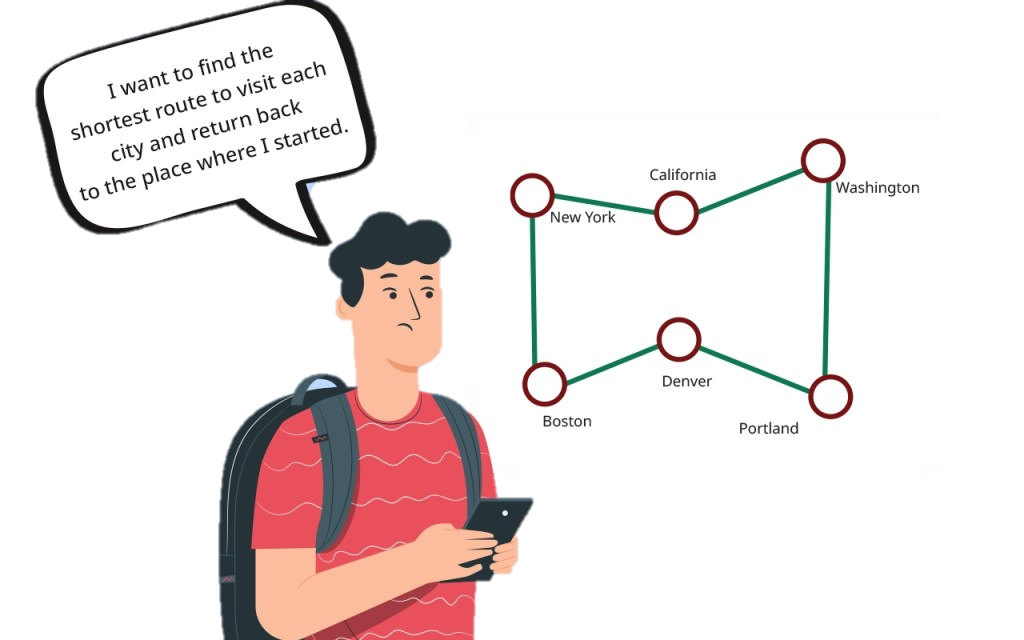 I want to find the
shortest route to visit each
city and return back
to the place where I started.
California
Washington
New York
Denver
Boston
Portland